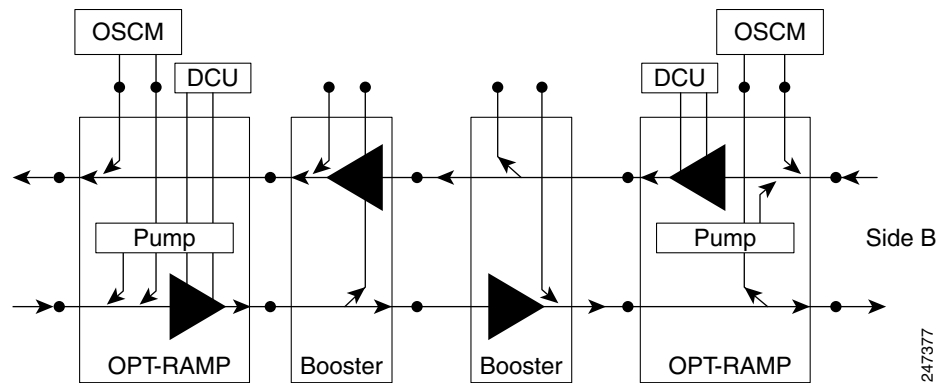 OSCM
OSCM
DCU
DCU
Pump
Pump
Side B
OPT-RAMP
Booster
Booster
OPT-RAMP
247377